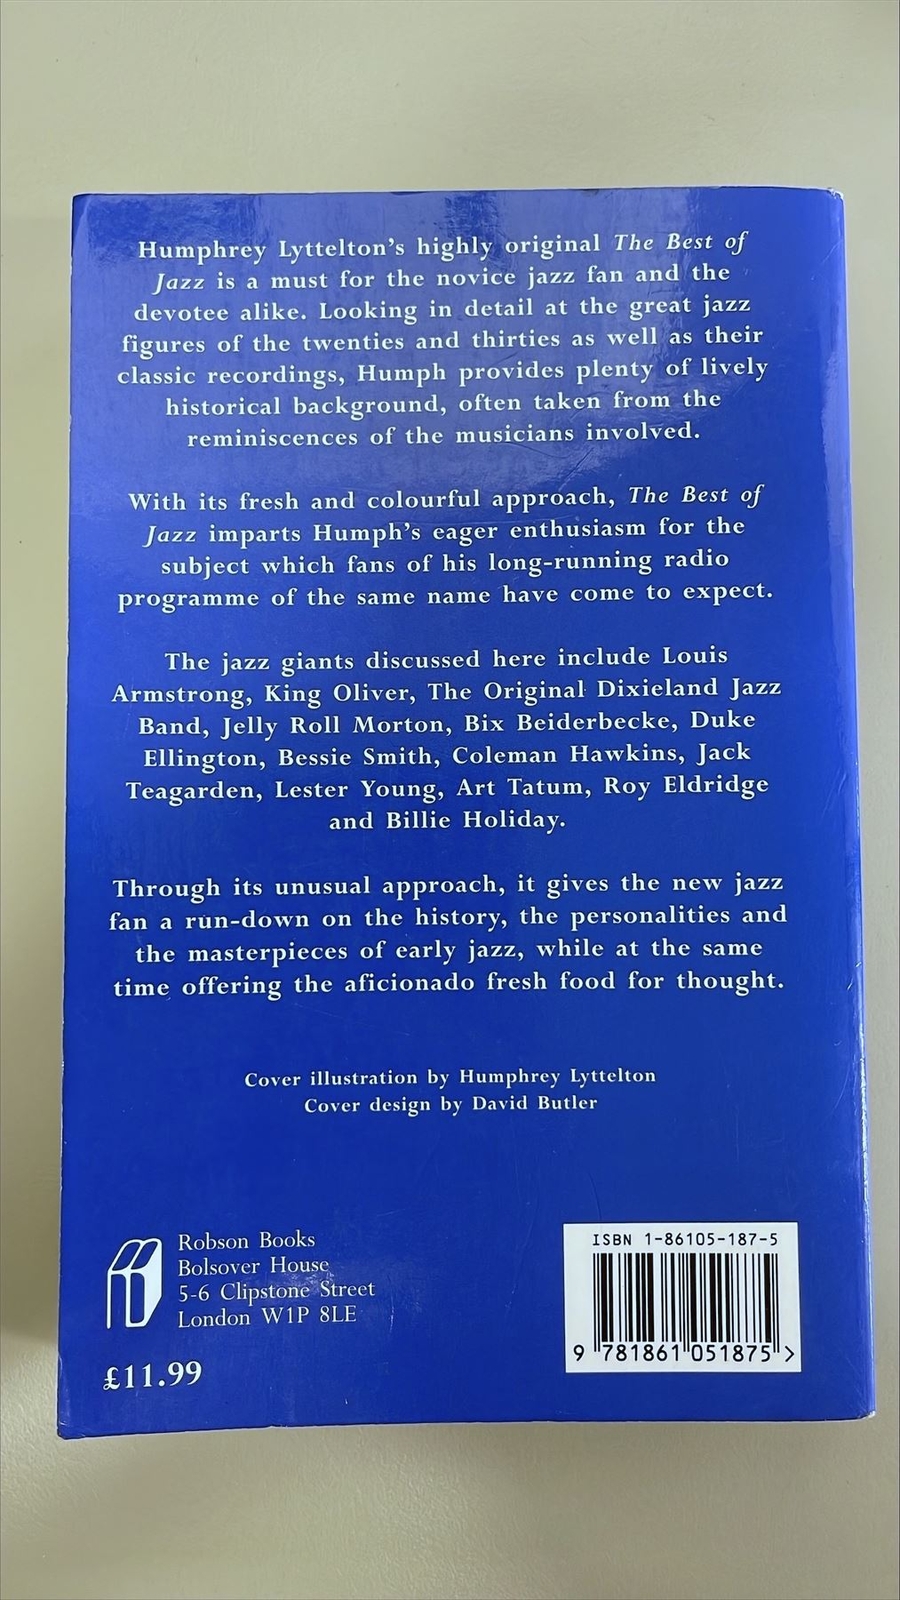 Humphrey Lyttelton's highly original The Best of
Jazz is a must for the novice jazz fan and the
devotee alike. Looking in detail at the great jazz
figures of the twenties and thirties as well as their
classic recordings, Humph provides plenty of lively
historical background, often taken from the
reminiscences of the musicians involved.
With its fresh and colourful approach, The Best of
Jazz imparts Humph's eager enthusiasm for the
subject which fans of his long-running radio
programme of the same name have come to expect.
The jazz giants discussed here include Louis
Armstrong, King Oliver, The Original Dixieland Jazz
Band, Jelly Roll Morton, Bix Beiderbecke, Duke
Ellington, Bessie Smith, Coleman Hawkins, Jack
Teagarden, Lester Young, Art Tatum, Roy Eldridge
and Billie Holiday.
Through its unusual approach, it gives the new jazz
fan a run-down on the history, the personalities and
the masterpieces of early jazz, while at the same
time offering the aficionado fresh food for thought.
Cover illustration by Humphrey Lyttelton
Cover design by David Butler
Robson Books
Bolsover House
5-6 Clipstone Street
London W1P 8LE
£11.99
ISBN 1-86105-187-5
9 781861 051875 >